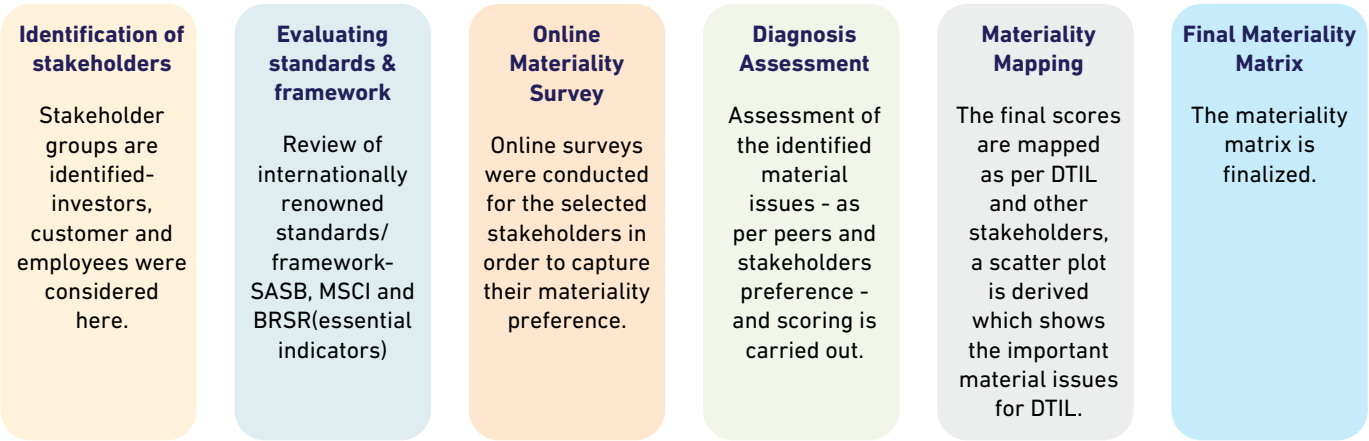 Identification of
stakeholders
Stakeholder
groups are
identified-
investors,
customer and
employees were
considered
here.
Evaluating
standards &
framework
Review of
internationally
renowned
standards/
framework-
SASB, MSCI and
BRSR(essential
indicators)
Online
Materiality
Survey
Online surveys
were conducted
for the selected
stakeholders in
order to capture
their materiality
preference.
Diagnosis
Assessment
Assessment of
the identified
material
issues - as
per peers and
stakeholders
preference -
and scoring is
carried out.
Materiality
Mapping
The final scores
are mapped
as per DTIL
and other
stakeholders,
a scatter plot
is derived
which shows
the important
material issues
for DTIL.
Final Materiality
Matrix
The materiality
matrix is
finalized.